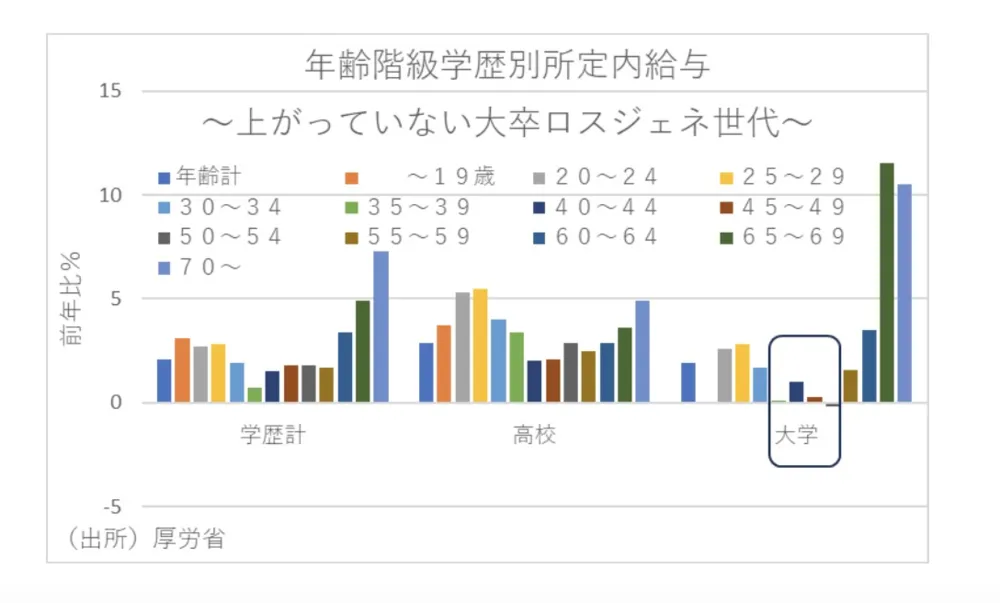 年齢階級学歴別所定内給与
15
～上がっていない大卒ロスジェネ世代～
年齢計 ～１９歳 ２０～２４ ２５～２９
10
３０～３４ ３５～３９ ４０～４４ ４５～４９
５０～５４ ５５～５９ ６０～６４ ６５～６９
７０～
前年比％
5
0
学歴計 高校 大学
-5
（出所）厚労省